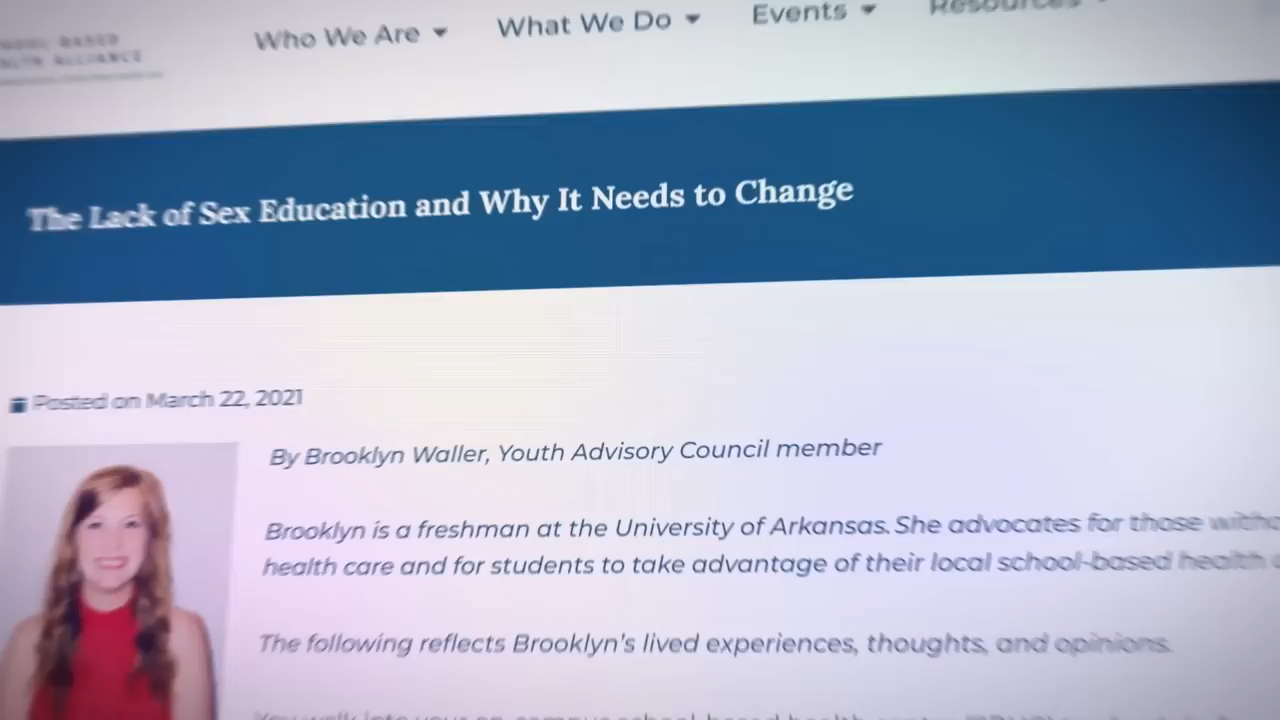 Who We Are What We Do Events Resources
The Lack of Sex Education and Why It Needs to Change
Posted on March 22, 2021
By Brooklyn Waller, Youth Advisory Council member
Brooklyn is a freshman at the University of Arkansas. She advocates for those
health care and for students to take advantage of their local school-based health
The following reflects Brooklyn's lived experiences, thoughts, and opinions.